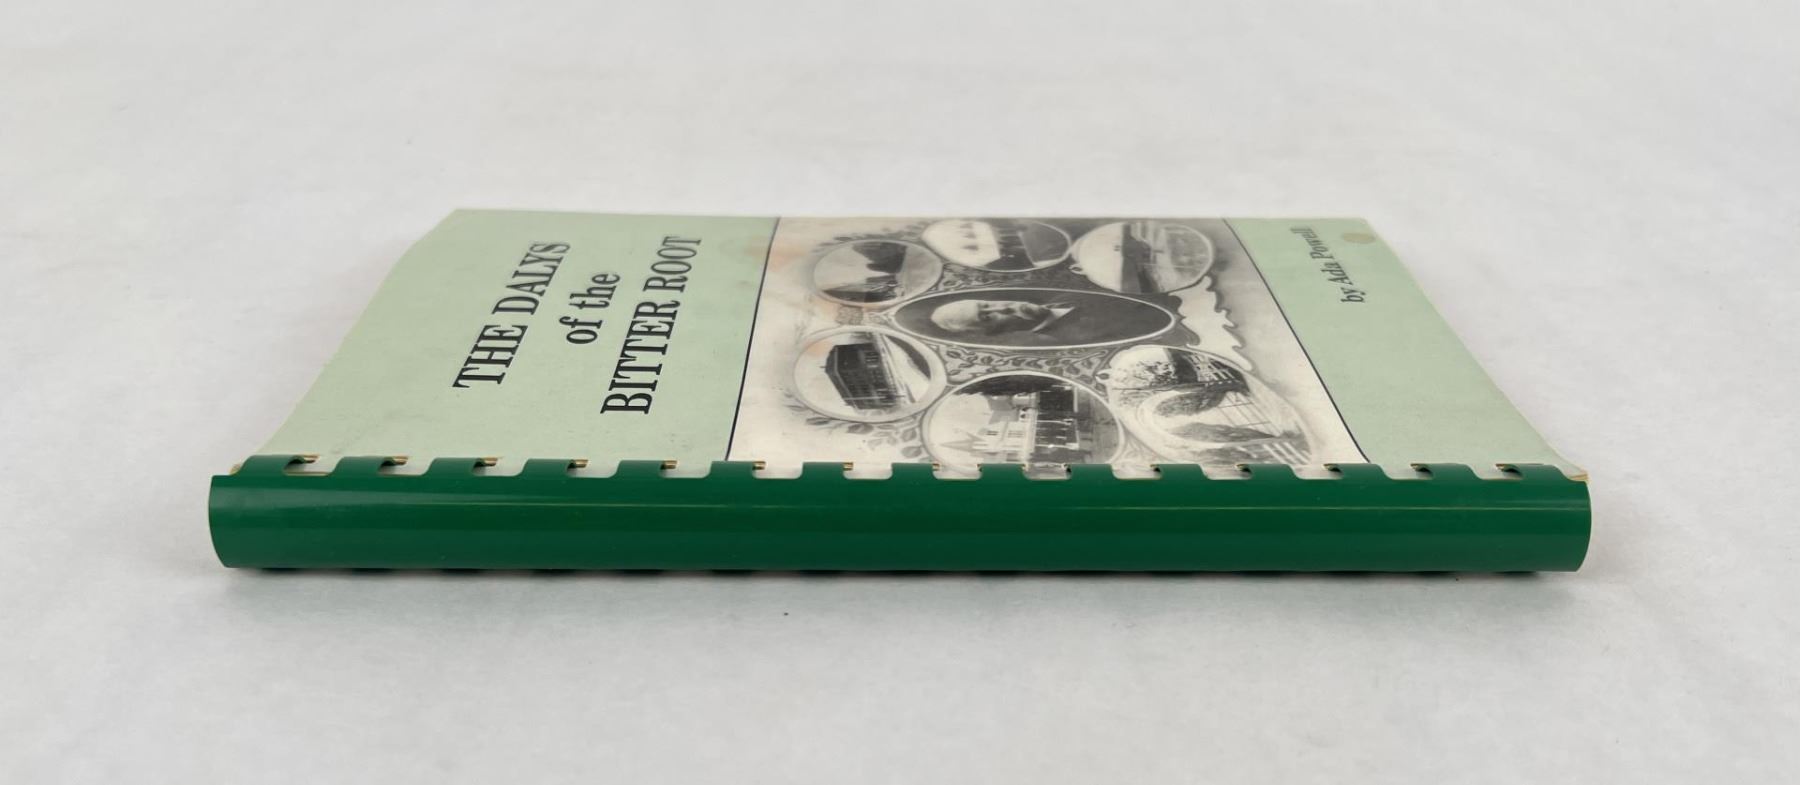 THE DALYS
of the
BITTER ROOT
by Ada Powell